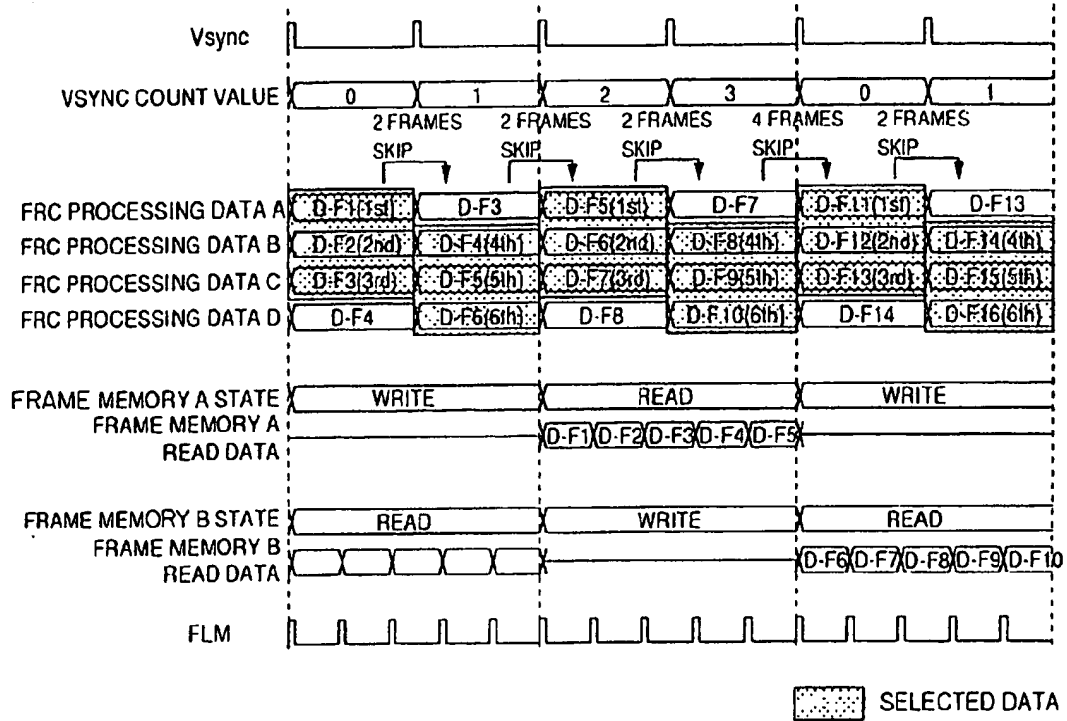 Vsync
VSYNC COUNT VALUE 0 1 2 3 0 1
2 FRAMES 2 FRAMES 2 FRAMES 4 FRAMES 2 FRAMES
SKIP SKIP SKIP SKIP SKIP
FRC PROCESSING DATA A D-F1(1st) D-F3 D-F5(1st) D-F7 D-F11(1st) D-F13
FRC PROCESSING DATA B D-F2(2nd) D-F4(4th) D-F6(2nd) D-F8(4th) D-F12(2nd) D-F14(4th)
FRC PROCESSING DATA C D-F3(3rd) D-F5(5th) D-F7(3rd) D-F9(5th) D-F13(3rd) D-F15(5th)
FRC PROCESSING DATA D D-F4 D-F6(6th) D-F8 D-F10(6th) D-F14 D-F16(6th)
FRAME MEMORY A STATE WRITE READ WRITE
FRAME MEMORY A
READ DATA D-F1 D-F2 D-F3 D-F4 D-F5
FRAME MEMORY B STATE READ WRITE READ
FRAME MEMORY B
READ DATA D-F6 D-F7 D-F8 D-F9 D-F10
FLM
SELECTED DATA